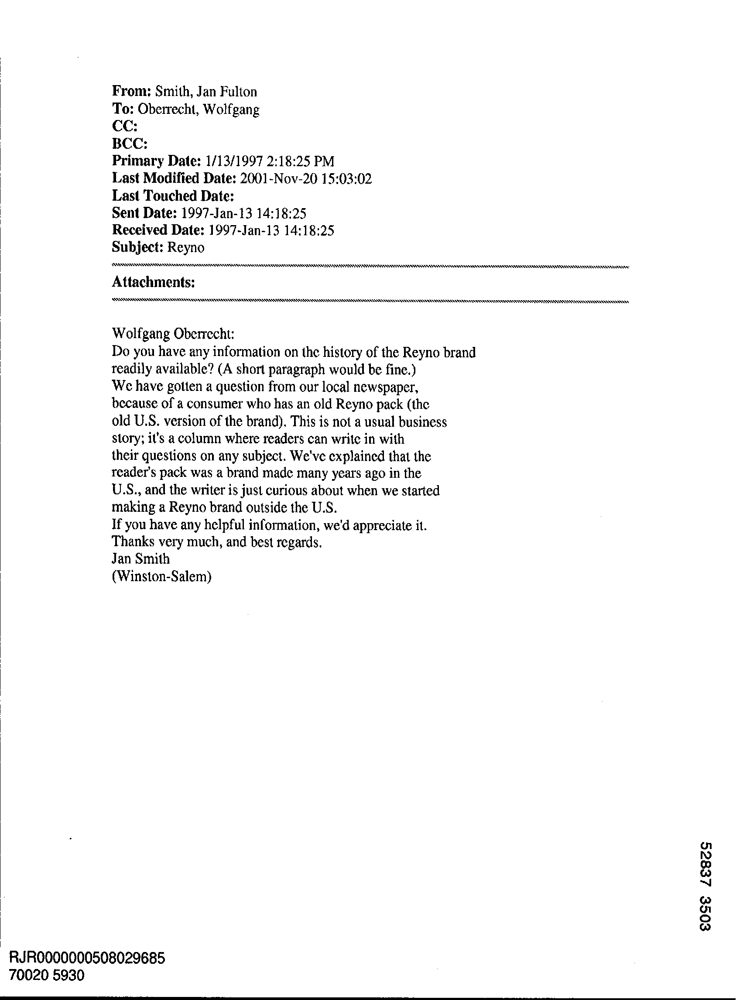 From: Smith, Jan Fulton
To: Oberrecht, Wolfgang
CC:
BCC:
Primary Date: 1/13/1997 2:18:25 PM
Last Modified Date: 2001-Nov-20 15:03:02
Last Touched Date:
Sent Date: 1997-Jan-13 14:18:25
Received Date: 1997-Jan-13 14:18:25
Subject: Reyno
Attachments:
Wolfgang Oberrecht:
Do you have any information on the history of the Reyno brand
readily available? (A short paragraph would be fine.)
We have gotten a question from our local newspaper,
because of a consumer who has an old Reyno pack (the
old U.S. version of the brand). This is not a usual business
story; it's a column where readers can write in with
their questions on any subject. We've explained that the
reader's pack was a brand made many years ago in the
U.S., and the writer is just curious about when we started
making a Reyno brand outside the U.S.
If you have any helpful information, we'd appreciate it.
Thanks very much, and best regards.
Jan Smith
(Winston-Salem)
52837 3503
RJR0000000508029685
70020 5930